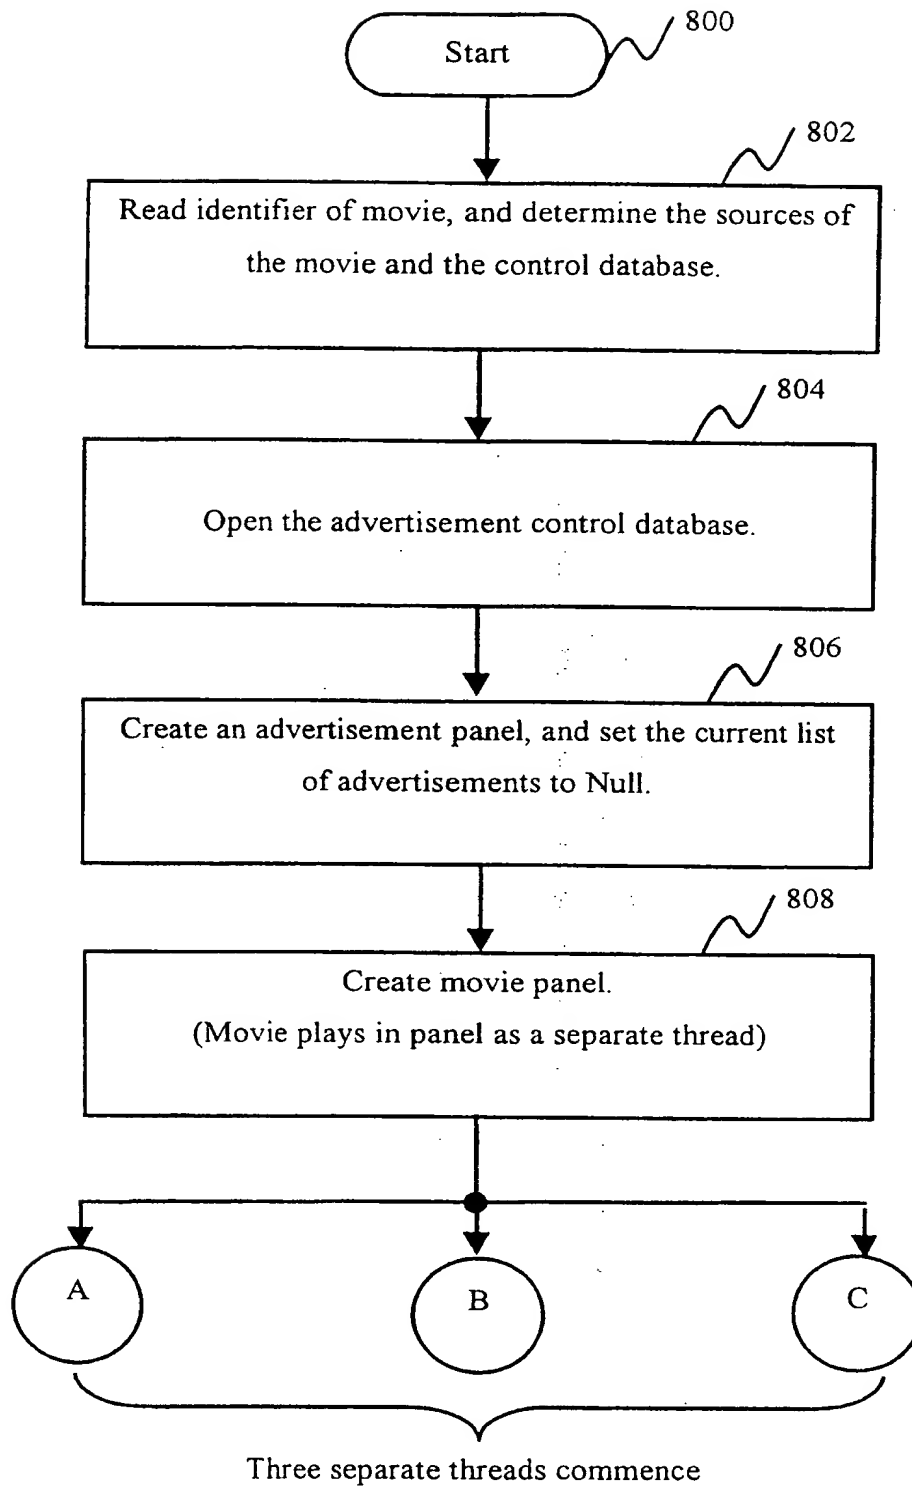 800
Start
802
Read identifier of movie, and determine the sources of
the movie and the control database.
804
Open the advertisement control database.
806
Create an advertisement panel, and set the current list
of advertisements to Null.
808
Create movie panel.
(Movie plays in panel as a separate thread)
A
B
C
Three separate threads commence